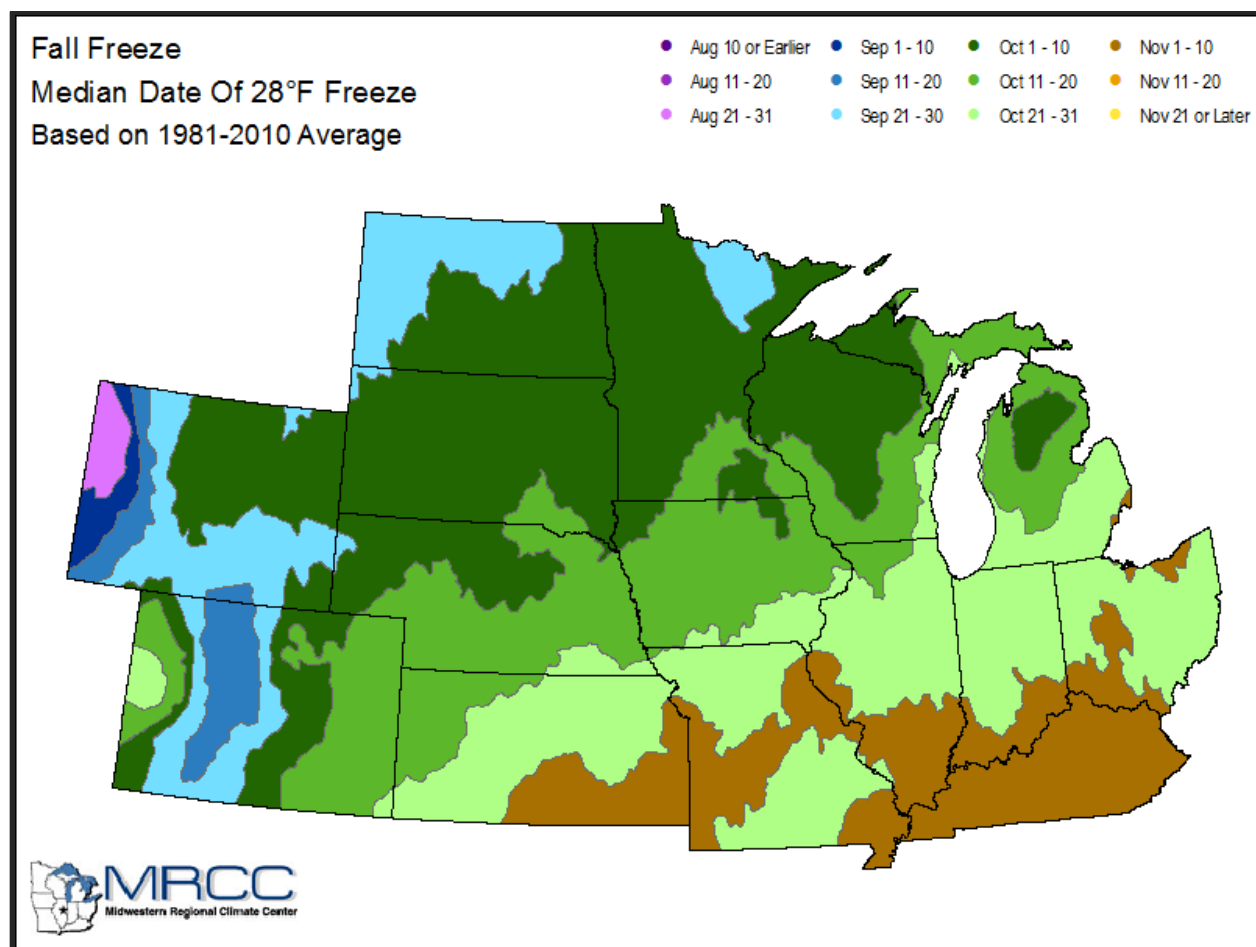 Fall Freeze
Median Date Of 28°F Freeze
Based on 1981-2010 Average
Aug 10 or Earlier
Aug 11 - 20
Aug 21 - 31
Sep 1 - 10
Sep 11 - 20
Sep 21 - 30
Oct 1 - 10
Oct 11 - 20
Oct 21 - 31
Nov 1 - 10
Nov 11 - 20
Nov 21 or Later
MRCC
Midwestern Regional Climate Center